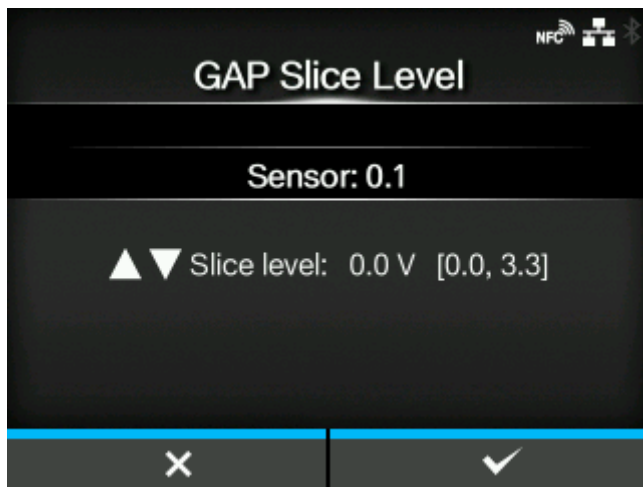 NFC
GAP Slice Level
Sensor: 0.1
Slice level: 0.0 V [0.0, 3.3]